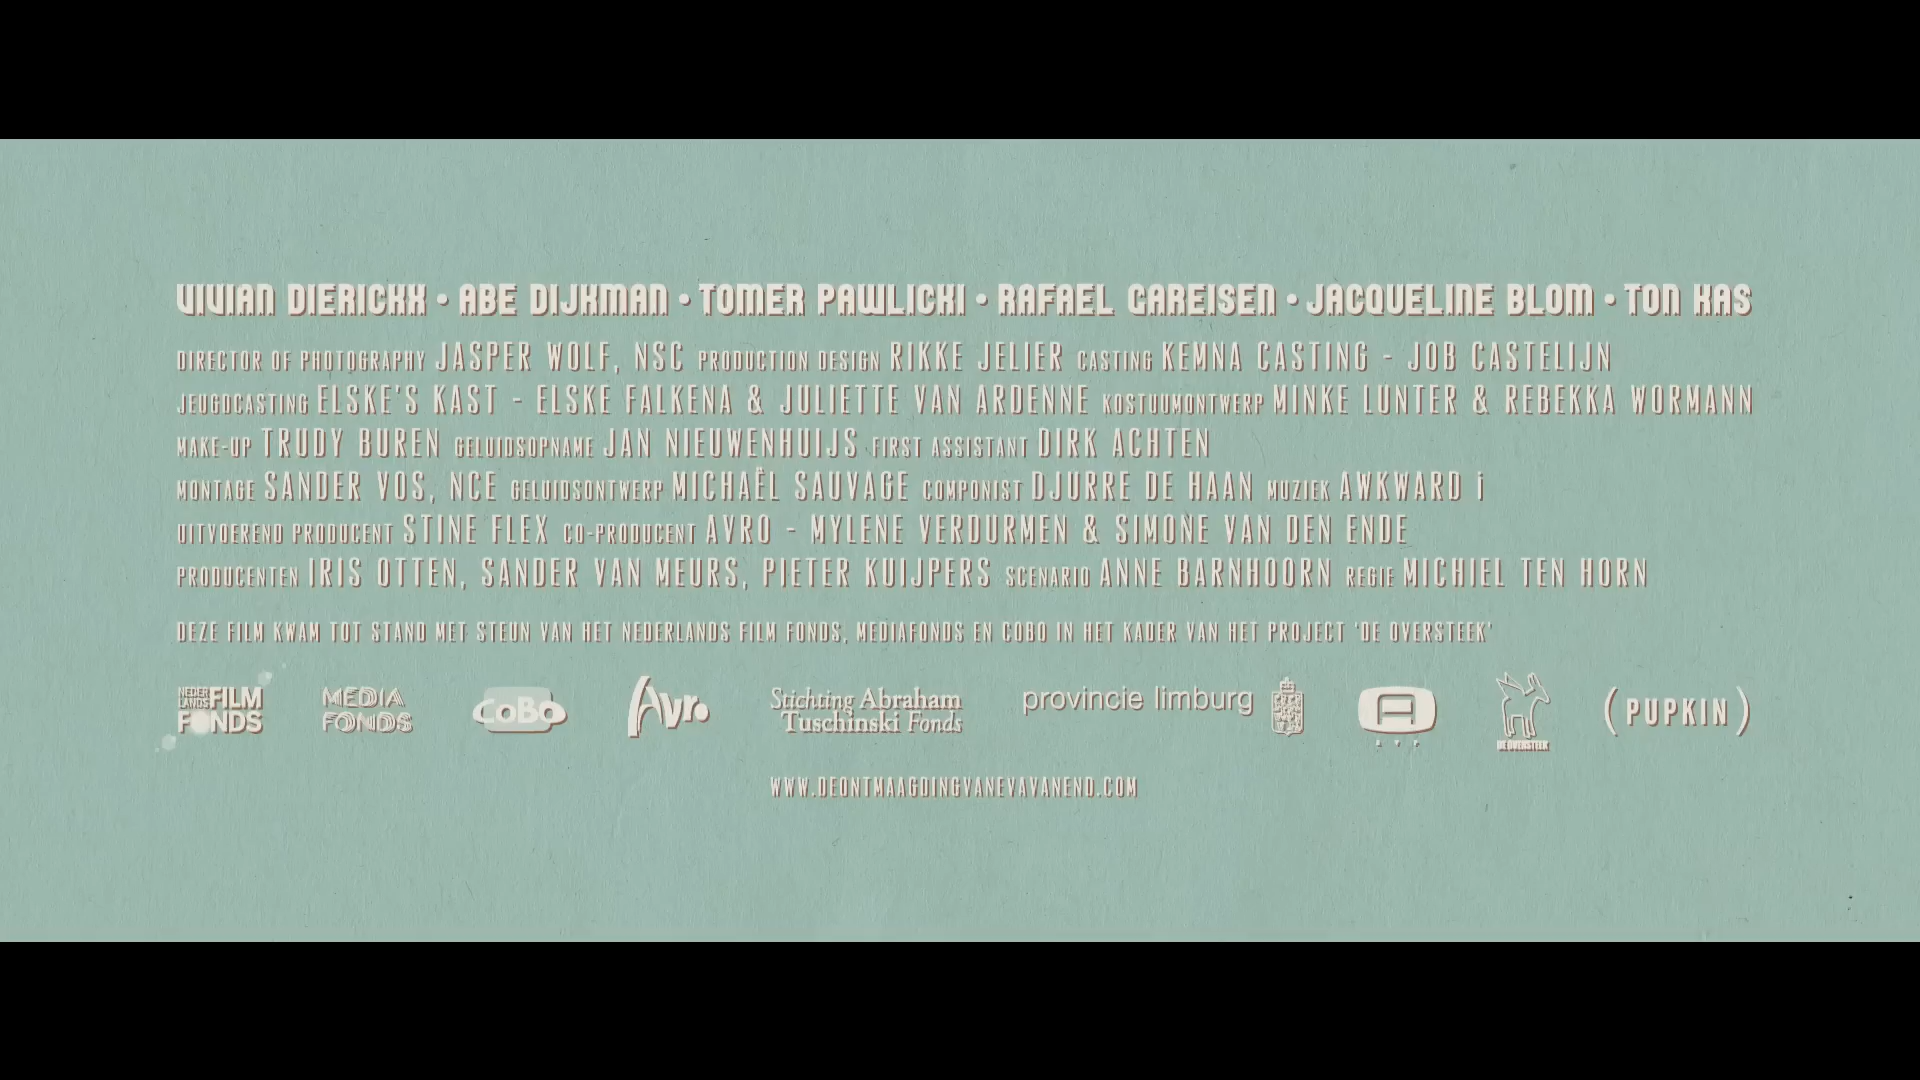 VIVIAN DIERICKX • ABE DIJKMAN • TOMER PAWLICKI • RAFAEL GAREISEN • JACQUELINE BLOM • TON KAS
DIRECTOR OF PHOTOGRAPHY JASPER WOLF, NSC PRODUCTION DESIGN RIKKE JELIER CASTING KEMNA CASTING - JOB CASTELIJN
JEUGDCASTING ELSKE'S KAST - ELSKE FALKENA & JULIETTE VAN ARDENNE KOSTUUMONTWERP MINKE LUNTER & REBEKKA WORMANN
MAKE-UP TRUDY BUREN GELUIDSOPNAME JAN NIEUWENHUIJS FIRST ASSISTANT DIRK ACHTEN
MONTAGE SANDER VOS, NCE GELUIDSONTWERP MICHAËL SAUVAGE COMPONIST DJURRE DE HAAN MUZIEK AWKWARD i
UITVOEREND PRODUCENT STINE FLEX CO-PRODUCENT AVRO - MYLENE VERDURMEN & SIMONE VAN DEN ENDE
PRODUCENTEN IRIS OTTEN, SANDER VAN MEURS, PIETER KUIJPERS SCENARIO ANNE BARNHOORN REGIE MICHIEL TEN HORN
DEZE FILM KWAM TOT STAND MET STEUN VAN HET NEDERLANDS FILM FONDS, MEDIAFONDS EN COBO IN HET KADER VAN HET PROJECT 'DE OVERSTEEK'
NEDERLANDS FILM FONDS
MEDIA FONDS
CoBO
Avro
Stichting Abraham Tuschinski Fonds
provincie limburg
A
AVP
DE OVERSTEEK
(PUPKIN)
WWW.DEONTMAAGDINGVANEVAVANEND.COM